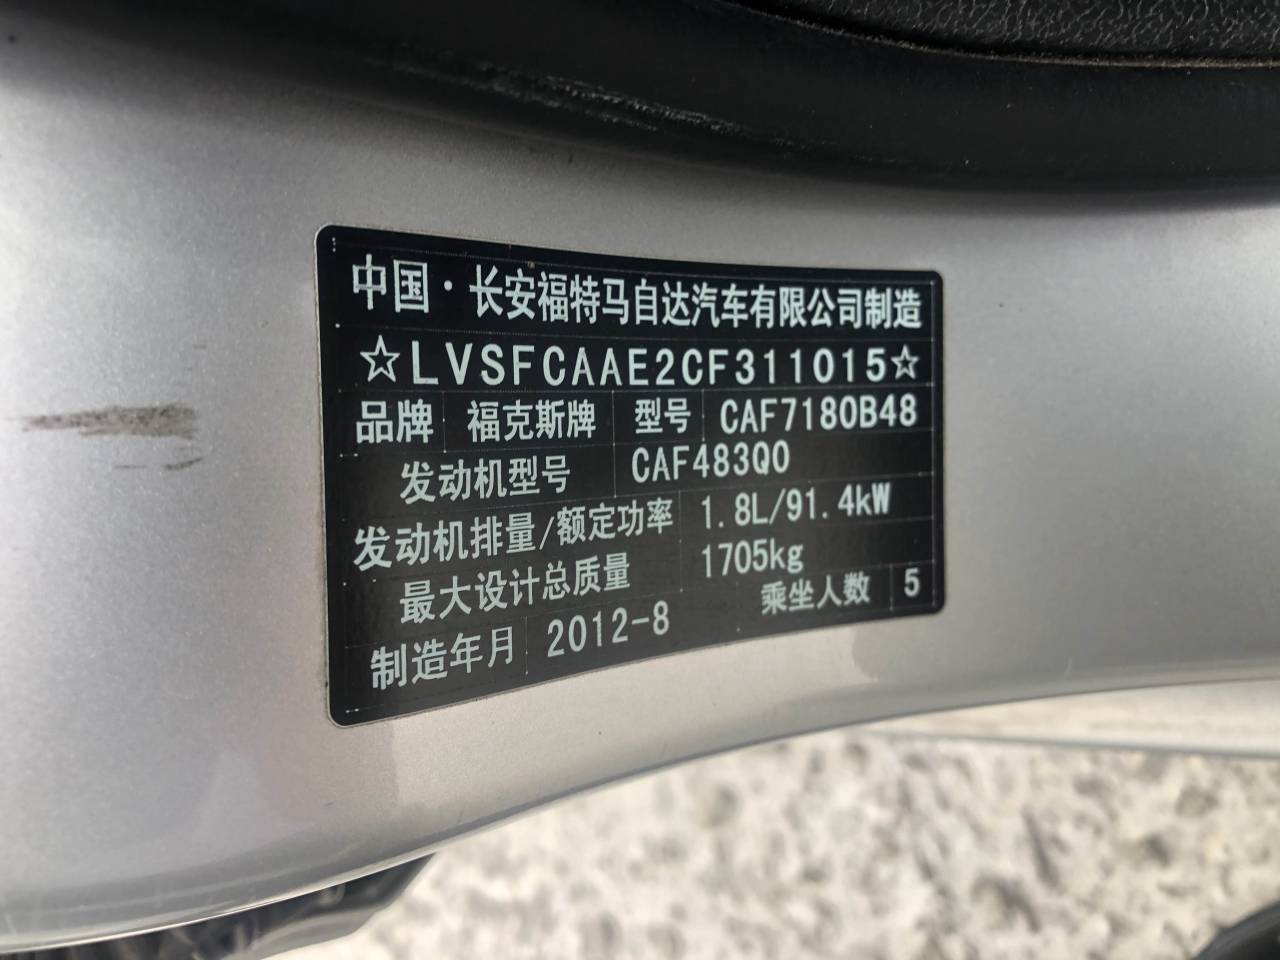 中国·长安福特马自达汽车有限公司制造
☆LVSFCAAE2CF311015☆
品牌 福克斯牌 型号 CAF7180B48
发动机型号 CAF483Q0
发动机排量/额定功率 1.8L/91.4kW
最大设计总质量 1705kg
制造年月 2012-8 乘坐人数 5